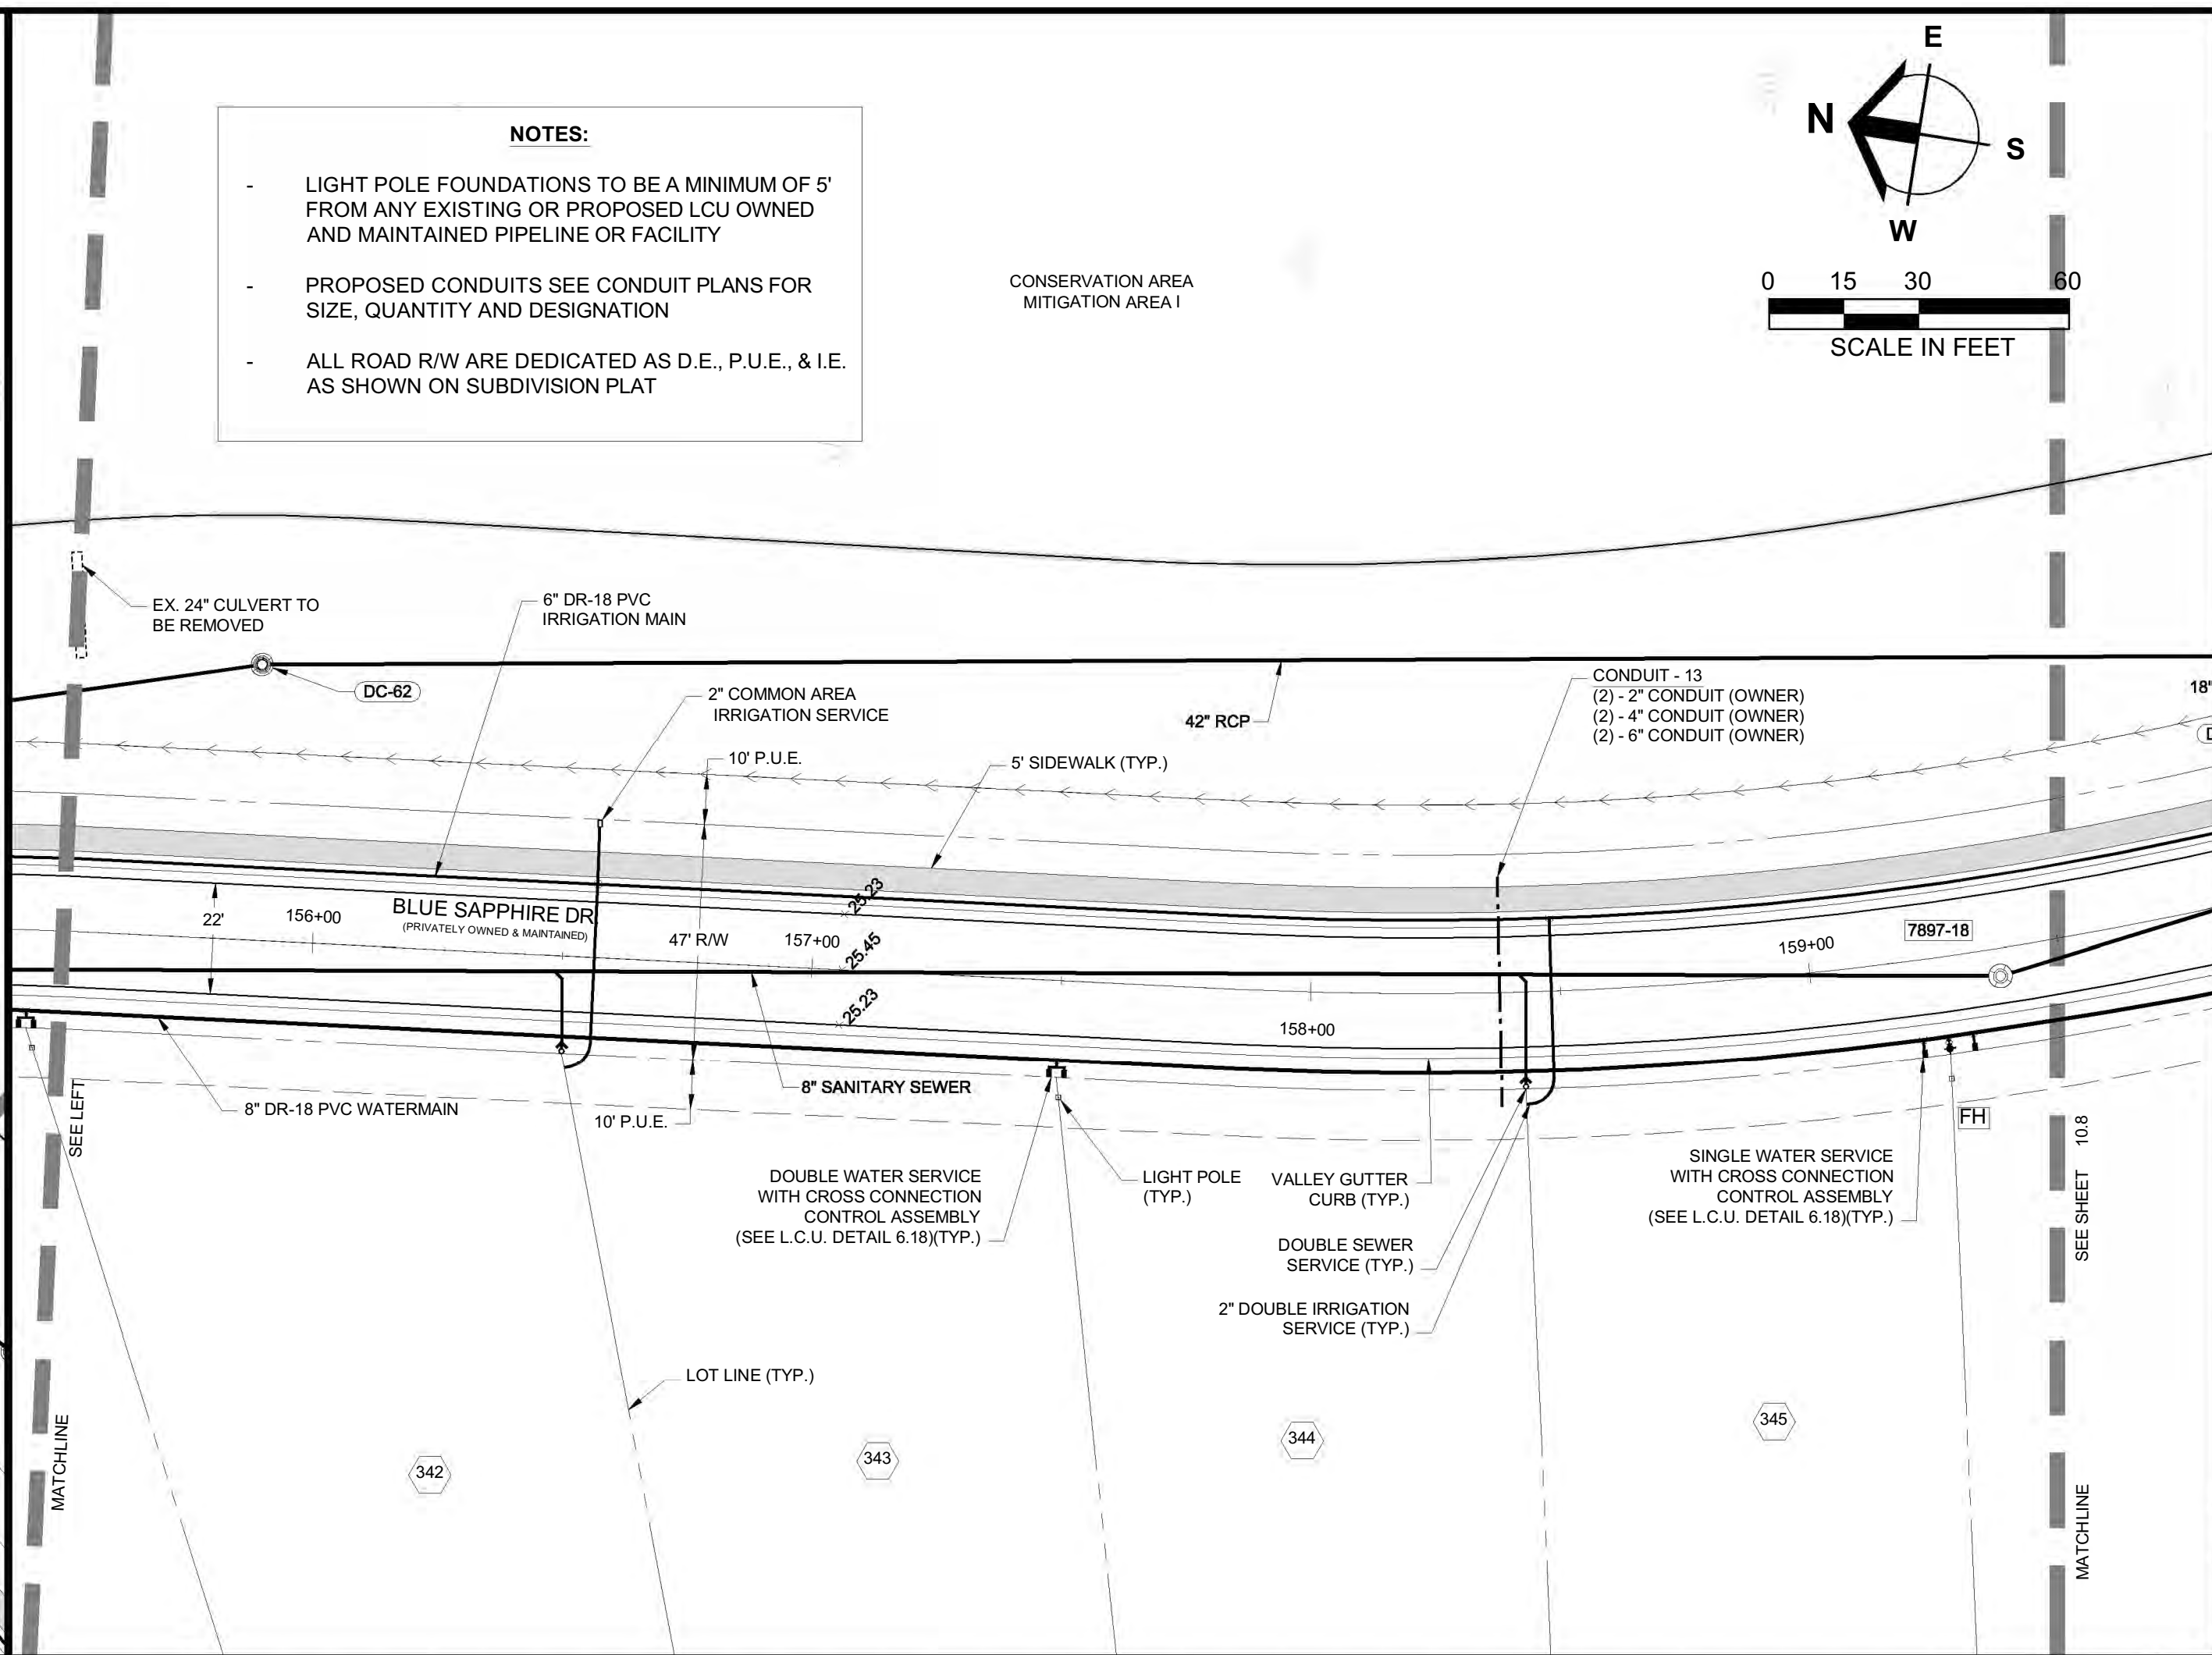 NOTES:
- LIGHT POLE FOUNDATIONS TO BE A MINIMUM OF 5'
FROM ANY EXISTING OR PROPOSED LCU OWNED
AND MAINTAINED PIPELINE OR FACILITY
- PROPOSED CONDUITS SEE CONDUIT PLANS FOR
SIZE, QUANTITY AND DESIGNATION
- ALL ROAD R/W ARE DEDICATED AS D.E., P.U.E., & I.E.
AS SHOWN ON SUBDIVISION PLAT
CONSERVATION AREA
MITIGATION AREA I
E
N
S
W
0 15 30 60
SCALE IN FEET
EX. 24" CULVERT TO
BE REMOVED
6" DR-18 PVC
IRRIGATION MAIN
DC-62
2" COMMON AREA
IRRIGATION SERVICE
42" RCP
CONDUIT - 13
(2) - 2" CONDUIT (OWNER)
(2) - 4" CONDUIT (OWNER)
(2) - 6" CONDUIT (OWNER)
18"
D
10' P.U.E.
5' SIDEWALK (TYP.)
22'
156+00
BLUE SAPPHIRE DR.
(PRIVATELY OWNED & MAINTAINED)
47' R/W
157+00
25.23
25.45
25.23
158+00
159+00
7897-18
8" DR-18 PVC WATERMAIN
8" SANITARY SEWER
10' P.U.E.
FH
SEE LEFT
MATCHLINE
DOUBLE WATER SERVICE
WITH CROSS CONNECTION
CONTROL ASSEMBLY
(SEE L.C.U. DETAIL 6.18)(TYP.)
LIGHT POLE
(TYP.)
VALLEY GUTTER
CURB (TYP.)
DOUBLE SEWER
SERVICE (TYP.)
2" DOUBLE IRRIGATION
SERVICE (TYP.)
SINGLE WATER SERVICE
WITH CROSS CONNECTION
CONTROL ASSEMBLY
(SEE L.C.U. DETAIL 6.18)(TYP.)
SEE SHEET 10.8
MATCHLINE
LOT LINE (TYP.)
342
343
344
345